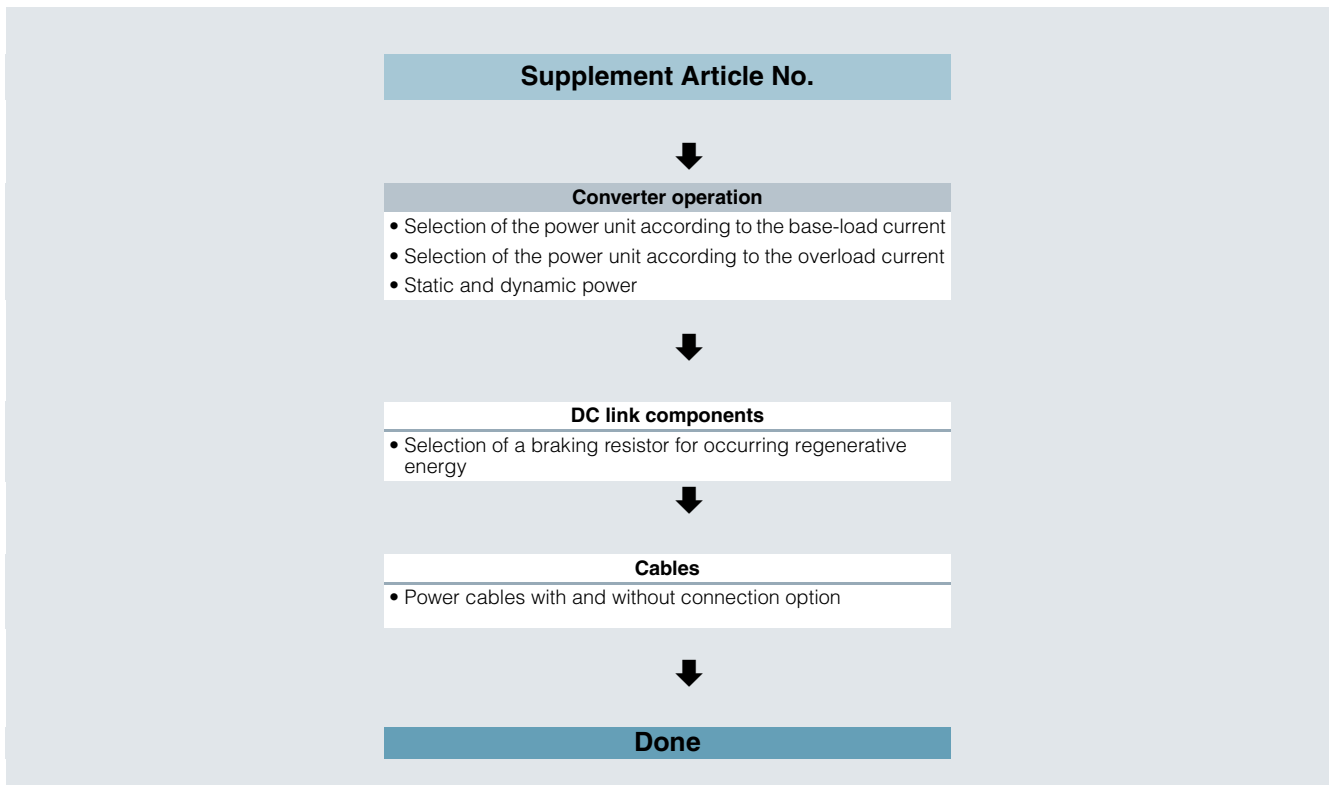 Supplement Article No.
Converter operation
• Selection of the power unit according to the base-load current
• Selection of the power unit according to the overload current
• Static and dynamic power
DC link components
• Selection of a braking resistor for occurring regenerative
energy
Cables
• Power cables with and without connection option
Done